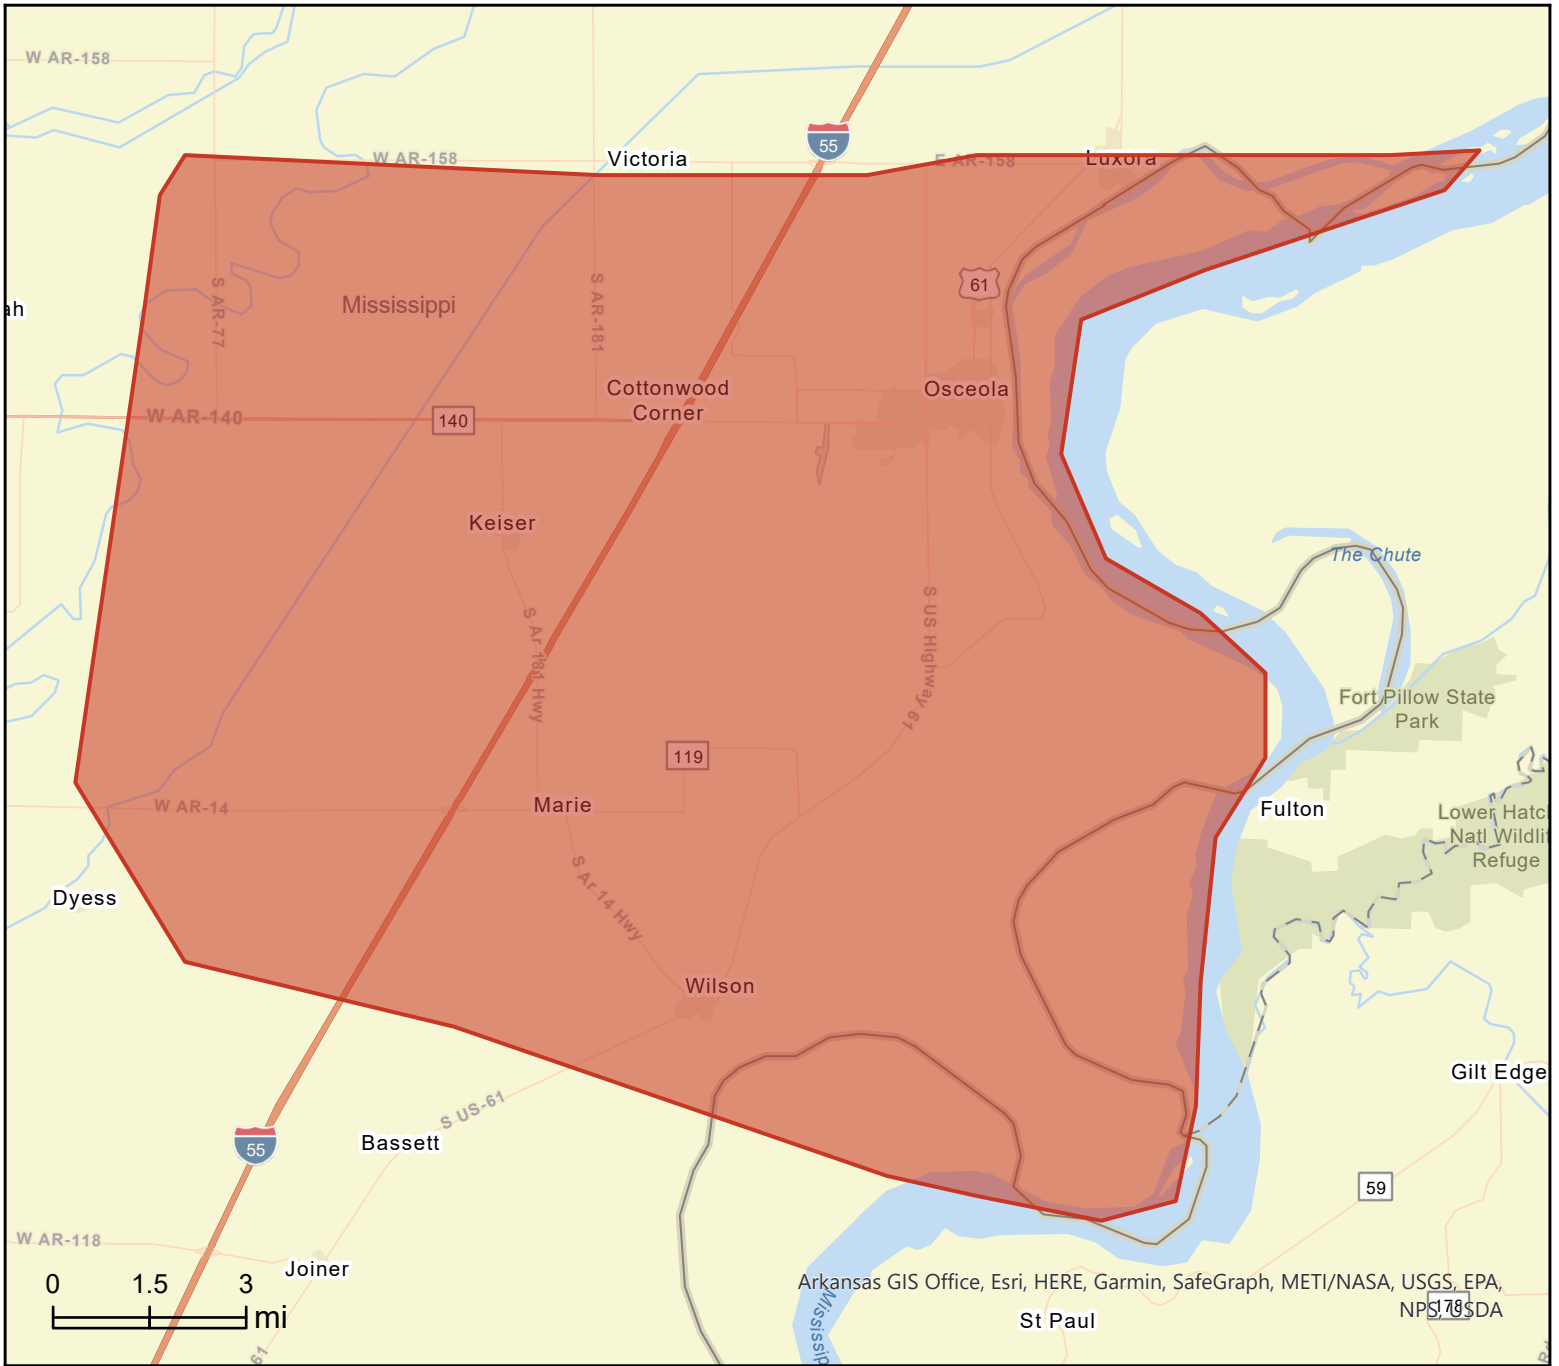 W AR-158
55
W AR-158
Victoria
E AR-158
Luxora
S AR-77
S AR-181
61
Mississippi
ah
Cottonwood
Corner
Osceola
W AR-140
140
Keiser
The Chute
S Ar 181 Hwy
S US Highway 61
Fort Pillow State
Park
119
W AR-14
Marie
Fulton
Lower Hatch
Natl Wildlif
Refuge
Dyess
S Ar 14 Hwy
Wilson
Gilt Edge
S US-61
Bassett
55
59
W AR-118
Joiner
0 1.5 3
mi
Arkansas GIS Office, Esri, HERE, Garmin, SafeGraph, METI/NASA, USGS, EPA,
NPS, USDA
178
Mississip
St Paul
61